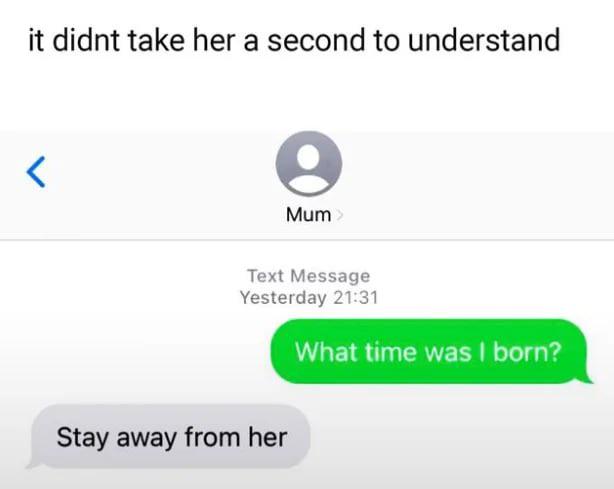 it didnt take her a second to understand
Mum
Text Message
Yesterday 21:31
What time was I born?
Stay away from her